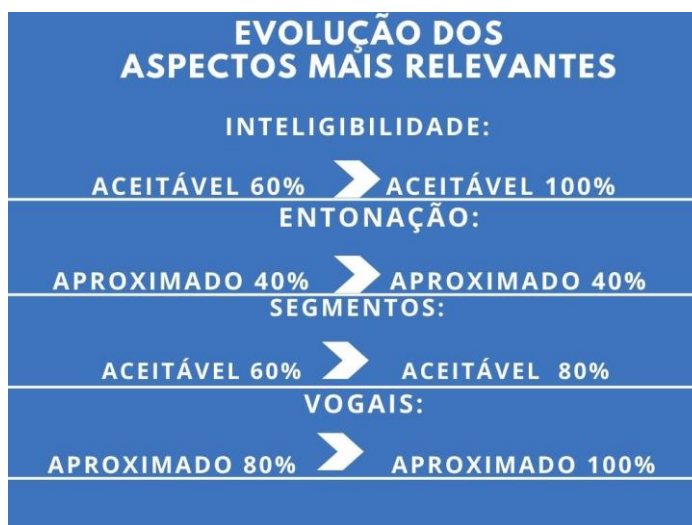 EVOLUÇÃO DOS
ASPECTOS MAIS RELEVANTES
INTELIGIBILIDADE:
ACEITÁVEL 60% ACEITÁVEL 100%
ENTONAÇÃO:
APROXIMADO 40% APROXIMADO 40%
SEGMENTOS:
ACEITÁVEL 60% ACEITÁVEL 80%
VOGAIS:
APROXIMADO 80% APROXIMADO 100%